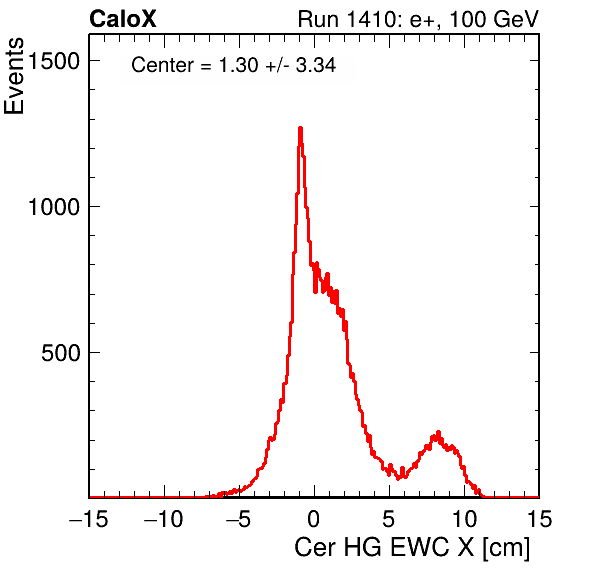 CaloX Run 1410: e+, 100 GeV
Center = 1.30 +/- 3.34
Events
1500
1000
500
−15 −10 −5 0 5 10 15
Cer HG EWC X [cm]